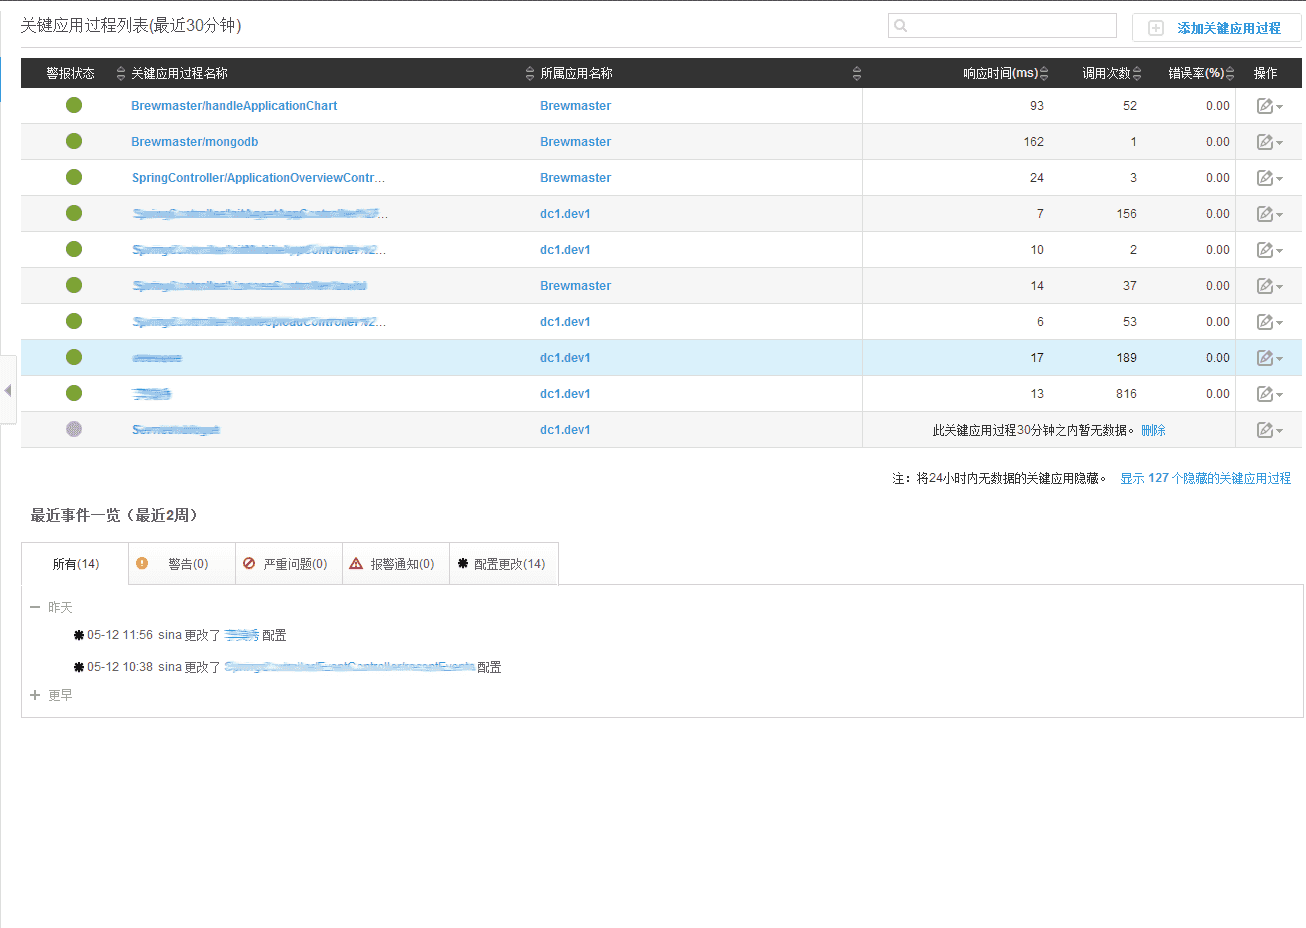 关键应用过程列表(最近30分钟)
添加关键应用过程
警报状态 关键应用过程名称 所属应用名称 响应时间(ms) 调用次数 错误率(%) 操作
Brewmaster/handleApplicationChart Brewmaster 93 52 0.00
Brewmaster/mongodb Brewmaster 162 1 0.00
SpringController/ApplicationOverviewContr... Brewmaster 24 3 0.00
... dc1.dev1 7 156 0.00
... dc1.dev1 10 2 0.00
Brewmaster 14 37 0.00
... dc1.dev1 6 53 0.00
dc1.dev1 17 189 0.00
dc1.dev1 13 816 0.00
dc1.dev1 此关键应用过程30分钟之内暂无数据。 删除
注：将24小时内无数据的关键应用隐藏。 显示 127 个隐藏的关键应用过程
最近事件一览（最近2周）
所有(14) 警告(0) 严重问题(0) 报警通知(0) 配置更改(14)
昨天
05-12 11:56 sina 更改了 配置
05-12 10:38 sina 更改了 配置
更早